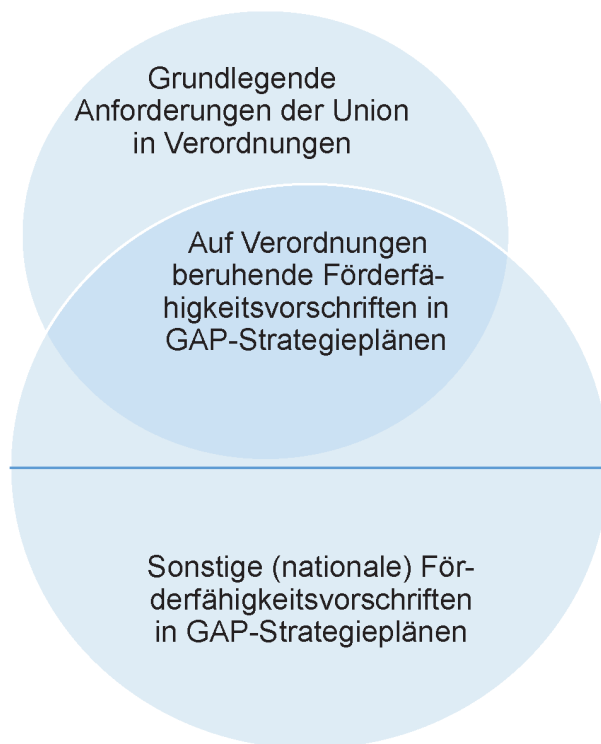 Grundlegende
Anforderungen der Union
in Verordnungen
Auf Verordnungen
beruhende Förderfä-
higkeitsvorschriften in
GAP-Strategieplänen
Sonstige (nationale) För-
derfähigkeitsvorschriften
in GAP-Strategieplänen